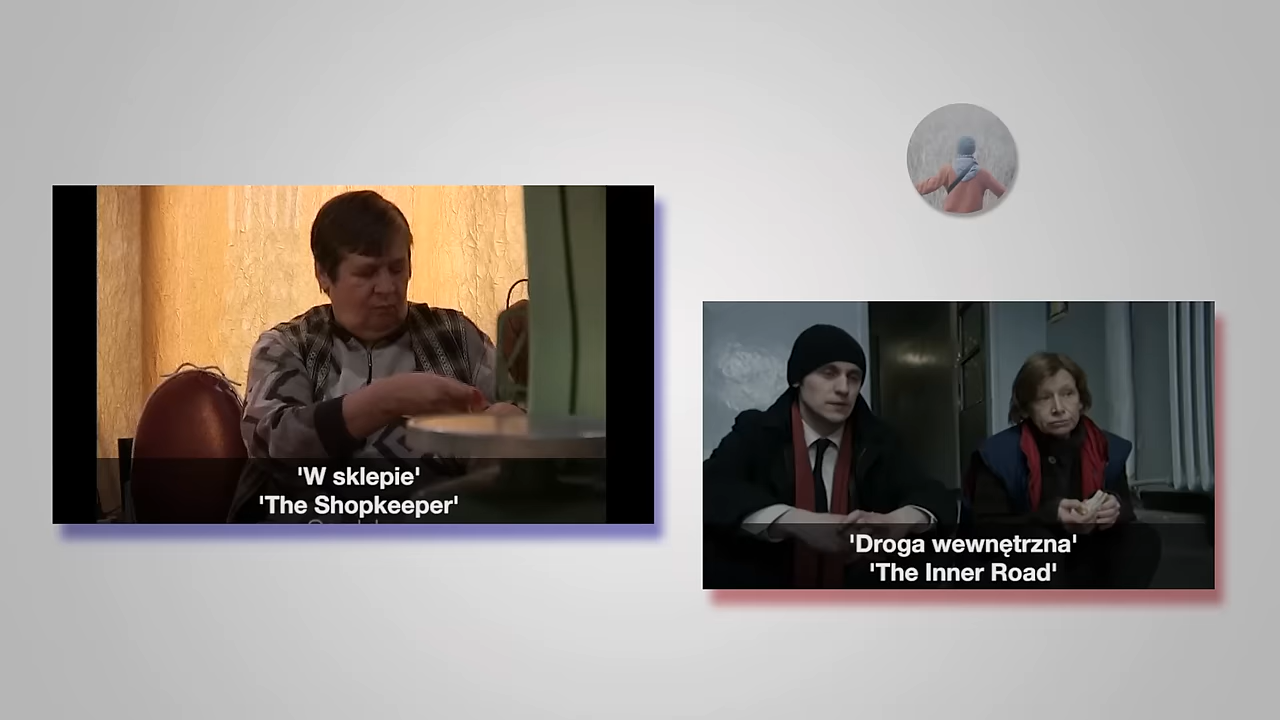 'W sklepie'
'The Shopkeeper'
'Droga wewnętrzna'
'The Inner Road'